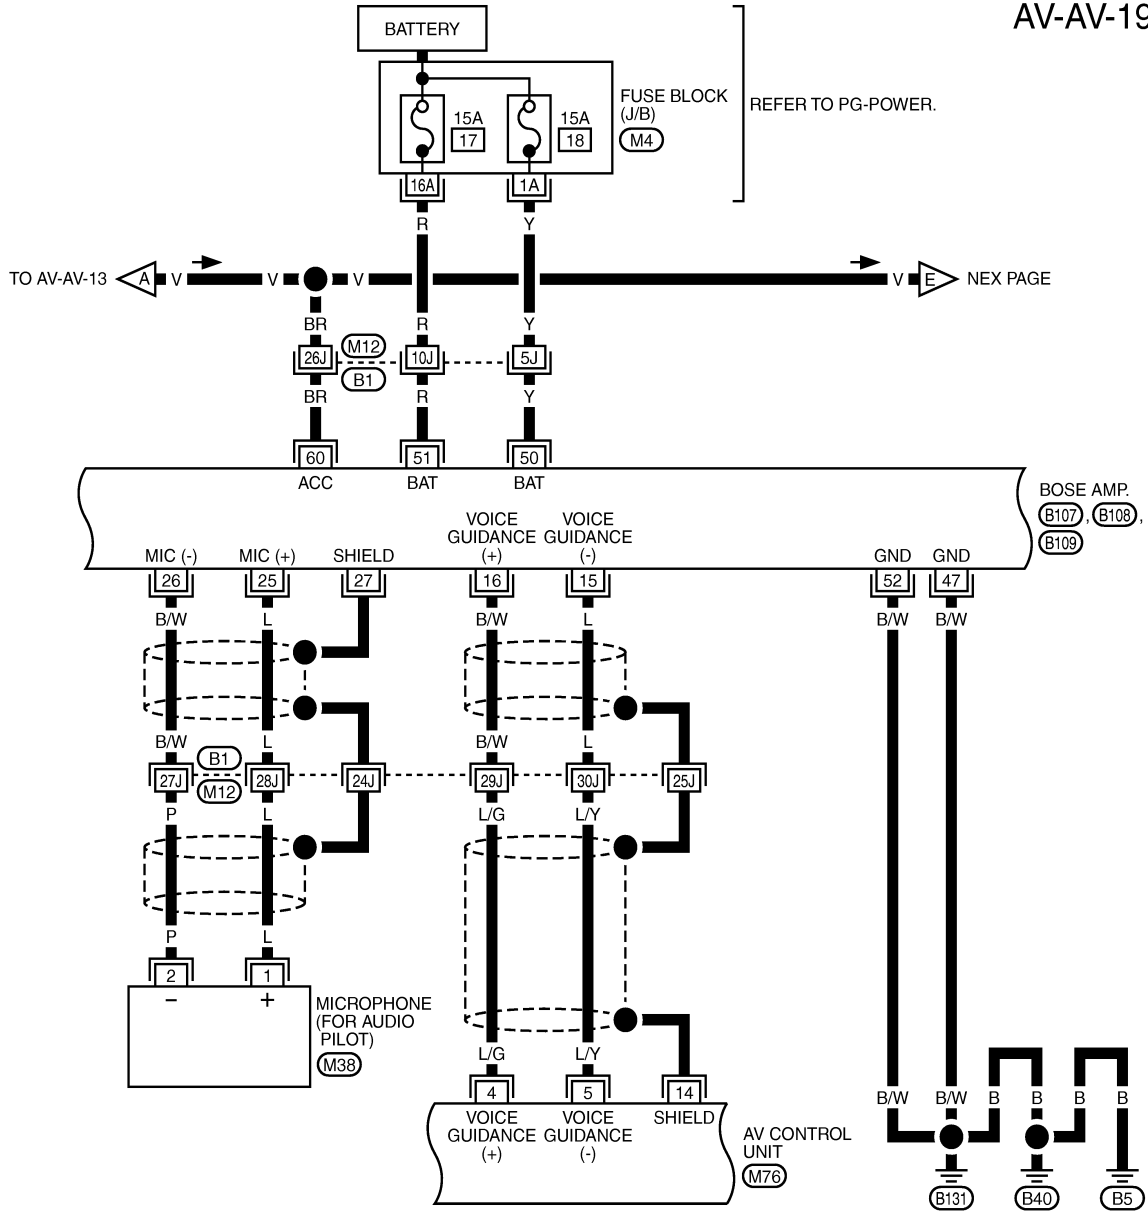 AV-AV-19
BATTERY
FUSE BLOCK
(J/B)
M4
REFER TO PG-POWER.
15A
17
15A
18
16A
1A
R
Y
TO AV-AV-13
A
V
V
V
V
E
NEX PAGE
BR
R
Y
26J
M12
B1
10J
5J
BR
R
Y
60
51
50
ACC
BAT
BAT
BOSE AMP.
B107 , B108 ,
B109
MIC (-)
MIC (+)
SHIELD
VOICE
GUIDANCE
(+)
VOICE
GUIDANCE
(-)
GND
GND
26
25
27
16
15
52
47
B/W
L
B/W
L
B/W
B/W
B/W
L
B/W
L
27J
B1
M12
28J
24J
29J
30J
25J
P
L
L/G
L/Y
P
L
2
1
−
+
MICROPHONE
(FOR AUDIO
PILOT)
M38
L/G
L/Y
4
5
14
VOICE
GUIDANCE
(+)
VOICE
GUIDANCE
(-)
SHIELD
AV CONTROL
UNIT
M76
B/W
B/W
B
B
B
B
B131
B40
B5